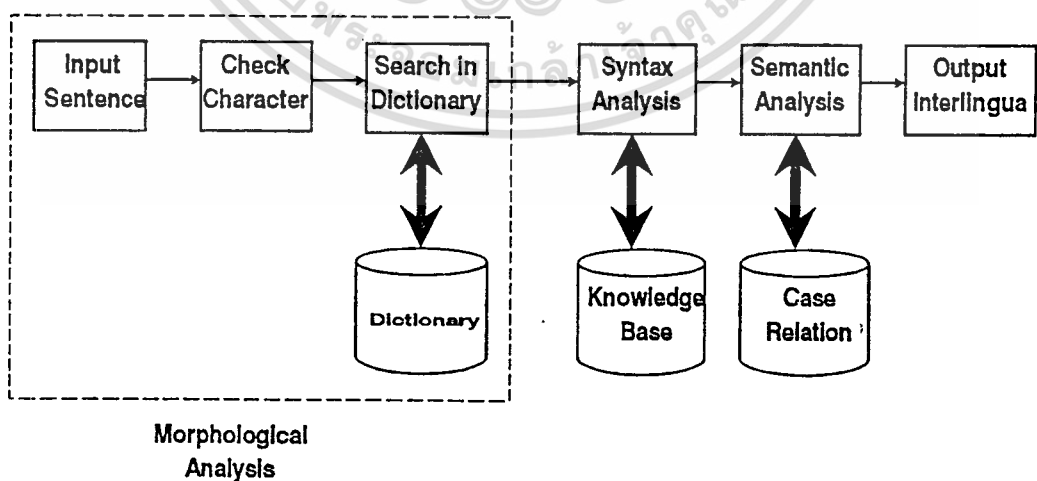 Input
Sentence
Check
Character
Search in
Dictionary
Syntax
Analysis
Semantic
Analysis
Output
Interlingua
Dictionary
Knowledge
Base
Case
Relation
Morphological
Analysis